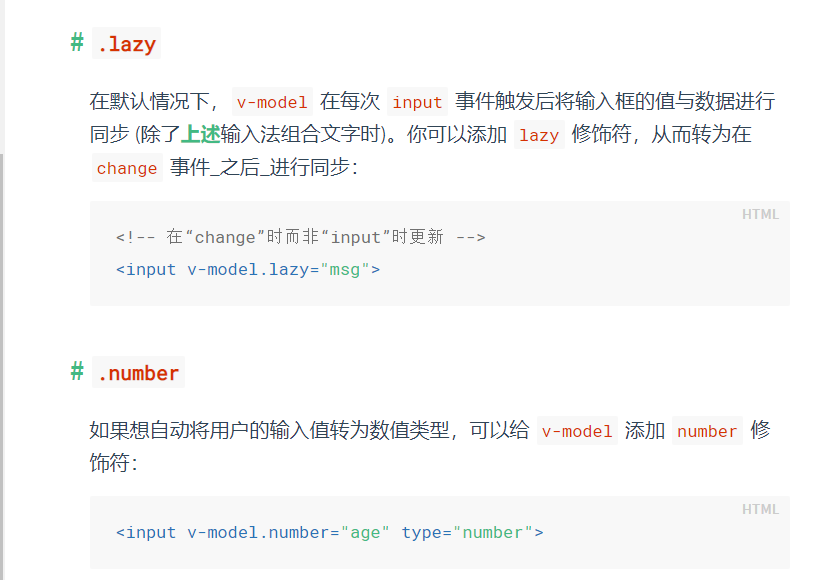 # .lazy
在默认情况下，v-model 在每次 input 事件触发后将输入框的值与数据进行
同步 (除了上述输入法组合文字时)。你可以添加 lazy 修饰符，从而转为在
change 事件_之后_进行同步：
HTML
<!-- 在“change”时而非“input”时更新 -->
<input v-model.lazy="msg">
# .number
如果想自动将用户的输入值转为数值类型，可以给 v-model 添加 number 修
饰符：
HTML
<input v-model.number="age" type="number">